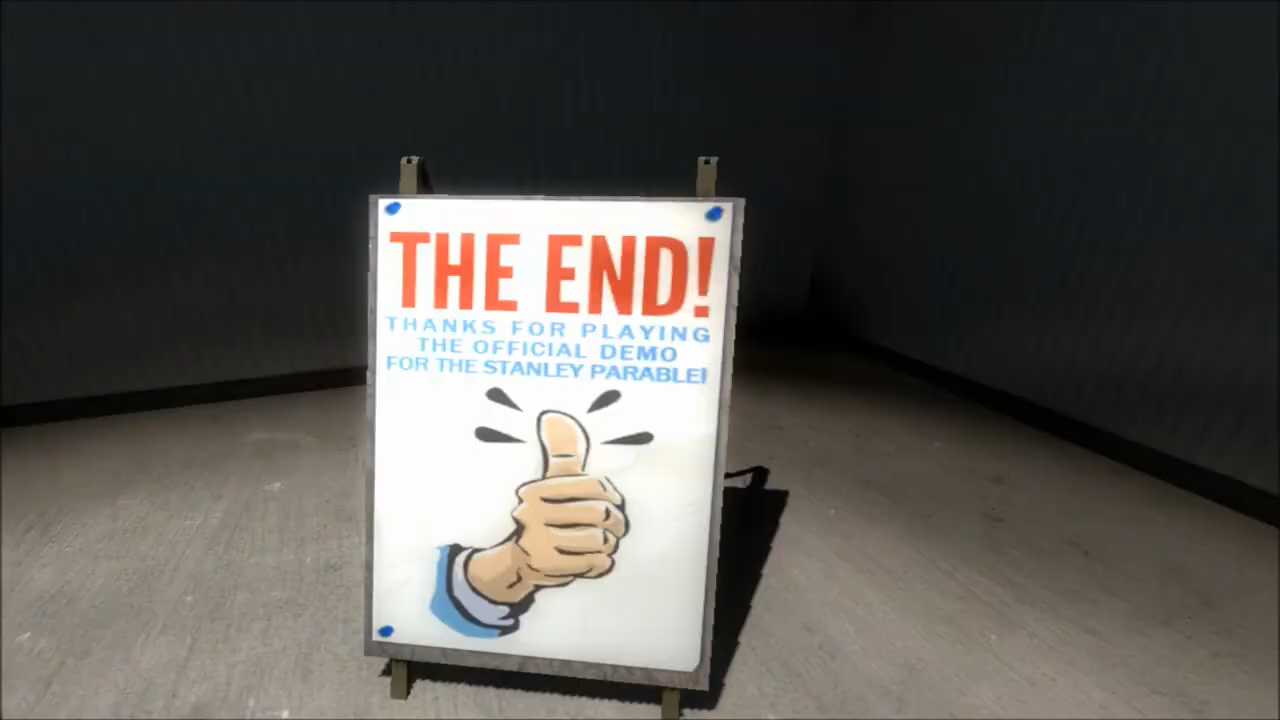 THE END!
THANKS FOR PLAYING
THE OFFICIAL DEMO
FOR THE STANLEY PARABLE!